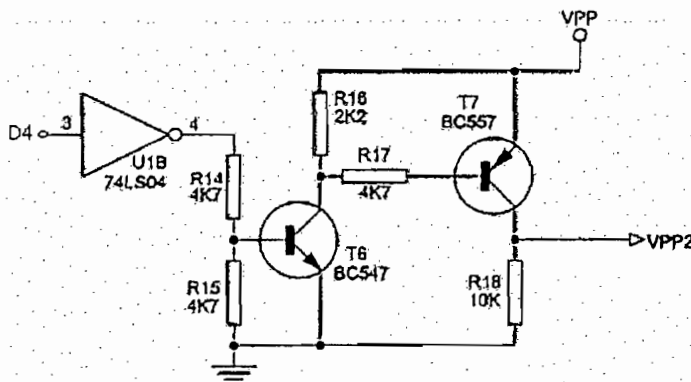 VPP
R16
2K2
T7
BC557
D4
3
4
U1B
74LS04
R17
4K7
R14
4K7
T6
BC547
VPP2
R15
4K7
R18
10K